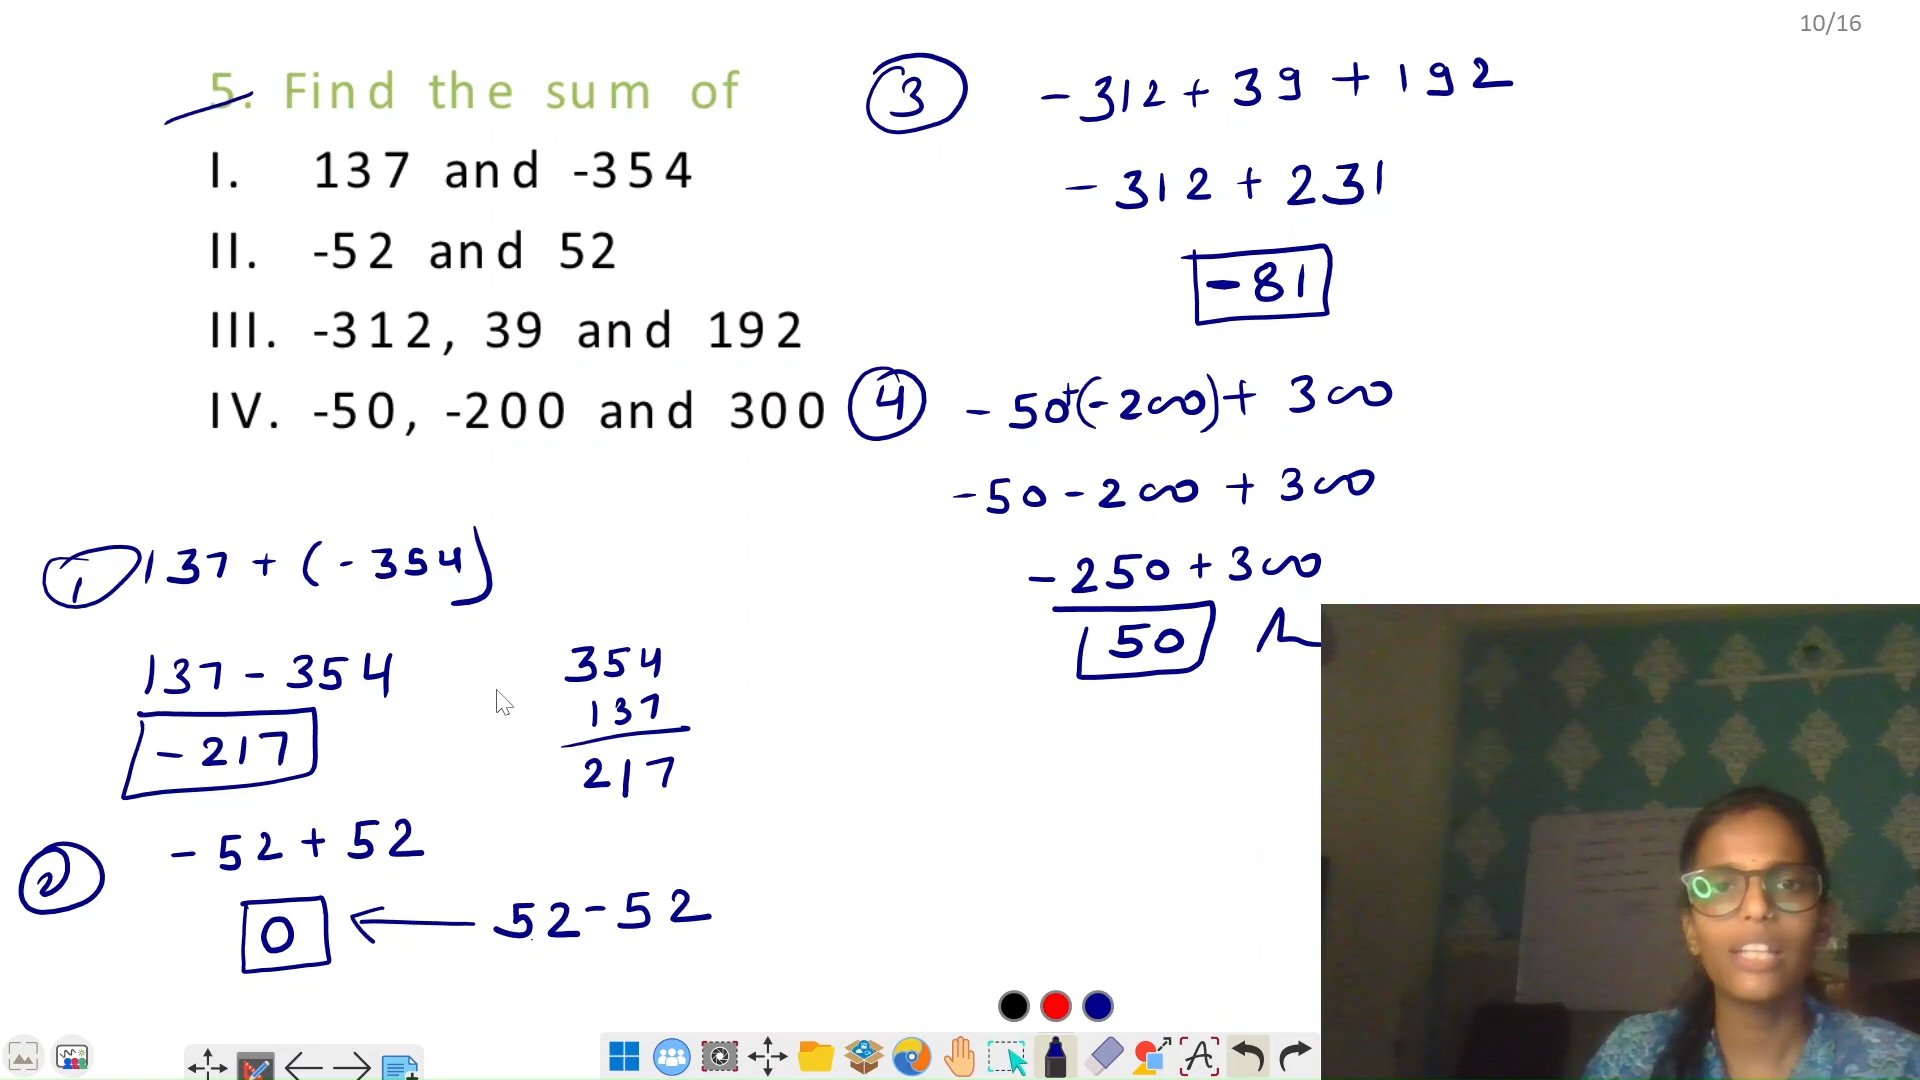 10/16
5. Find the sum of
I. 137 and -354
II. -52 and 52
III. -312, 39 and 192
IV. -50, -200 and 300
1 137 + (-354)
137 - 354
-217
354
137
217
2 -52 + 52
0 ← 52 - 52
3 -312 + 39 + 192
-312 + 231
-81
4 -50+(-200)+ 300
-50 - 200 + 300
-250 + 300
50